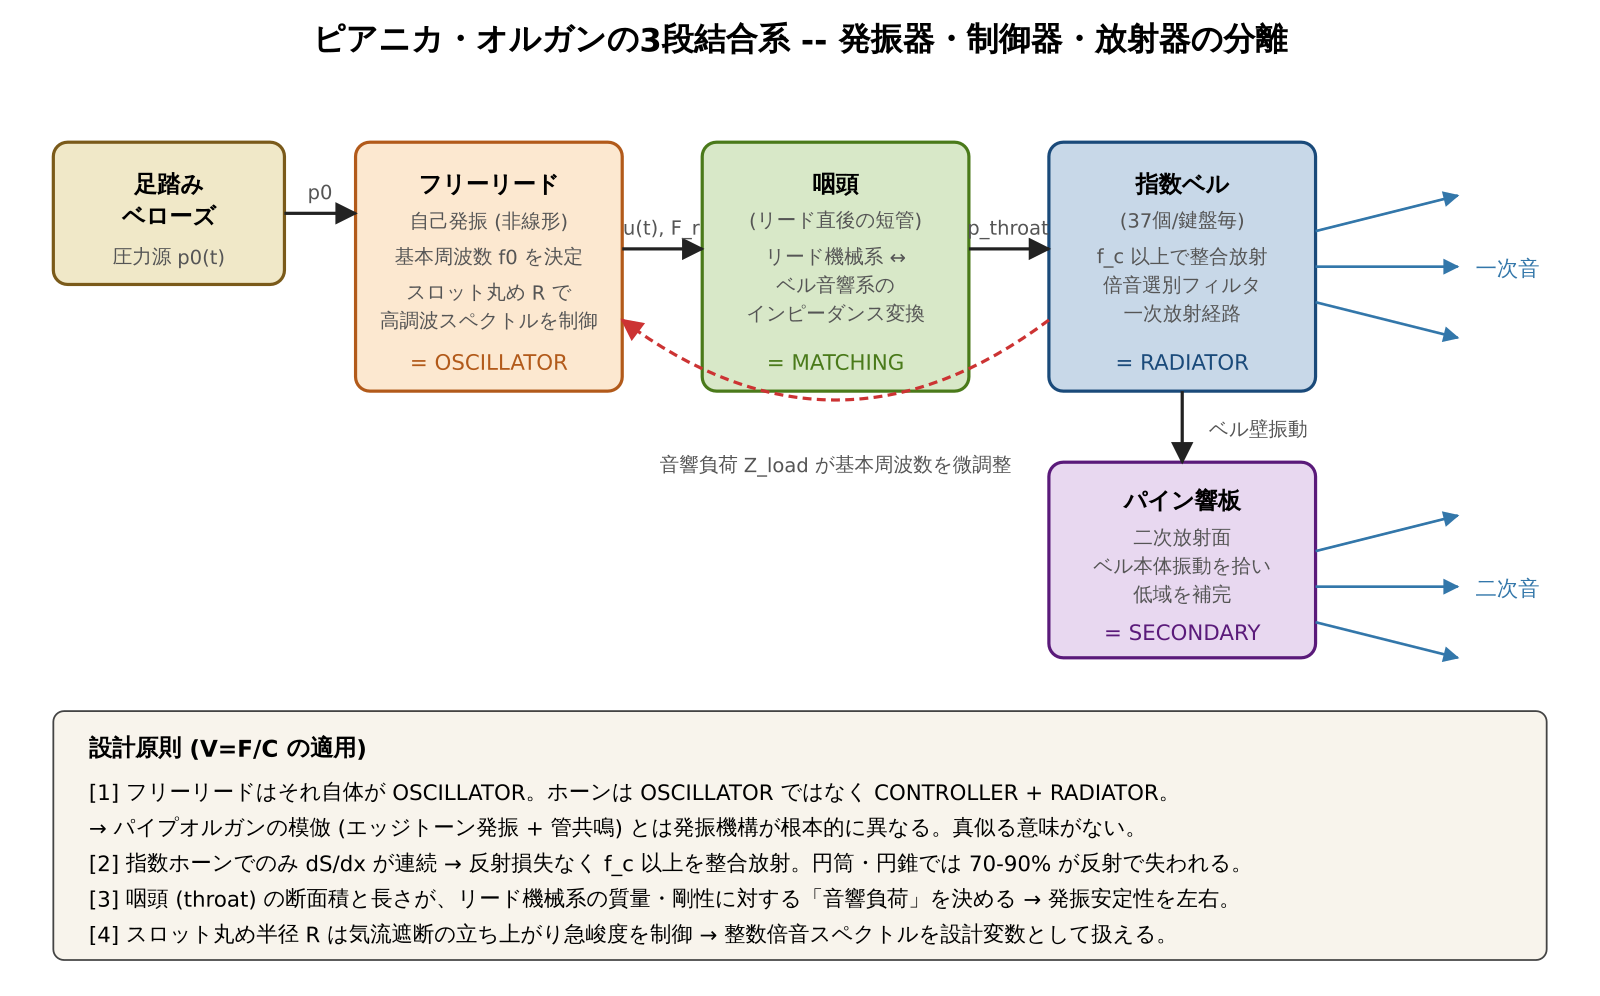 ピアニカ・オルガンの3段結合系 -- 発振器・制御器・放射器の分離
足踏み
ベローズ
圧力源 p0(t)
p0
フリーリード
自己発振 (非線形)
基本周波数 f0 を決定
スロット丸め R で
高調波スペクトルを制御
= OSCILLATOR
u(t), F_r
咽頭
(リード直後の短管)
リード機械系 ↔
ベル音響系の
インピーダンス変換
= MATCHING
p_throat
指数ベル
(37個/鍵盤毎)
f_c 以上で整合放射
倍音選別フィルタ
一次放射経路
= RADIATOR
一次音
ベル壁振動
音響負荷 Z_load が基本周波数を微調整
パイン響板
二次放射面
ベル本体振動を拾い
低域を補完
= SECONDARY
二次音
設計原則 (V=F/C の適用)
[1] フリーリードはそれ自体が OSCILLATOR。ホーンは OSCILLATOR ではなく CONTROLLER + RADIATOR。
→ パイプオルガンの模倣 (エッジトーン発振 + 管共鳴) とは発振機構が根本的に異なる。真似る意味がない。
[2] 指数ホーンでのみ dS/dx が連続 → 反射損失なく f_c 以上を整合放射。円筒・円錐では 70-90% が反射で失われる。
[3] 咽頭 (throat) の断面積と長さが、リード機械系の質量・剛性に対する「音響負荷」を決める → 発振安定性を左右。
[4] スロット丸め半径 R は気流遮断の立ち上がり急峻度を制御 → 整数倍音スペクトルを設計変数として扱える。